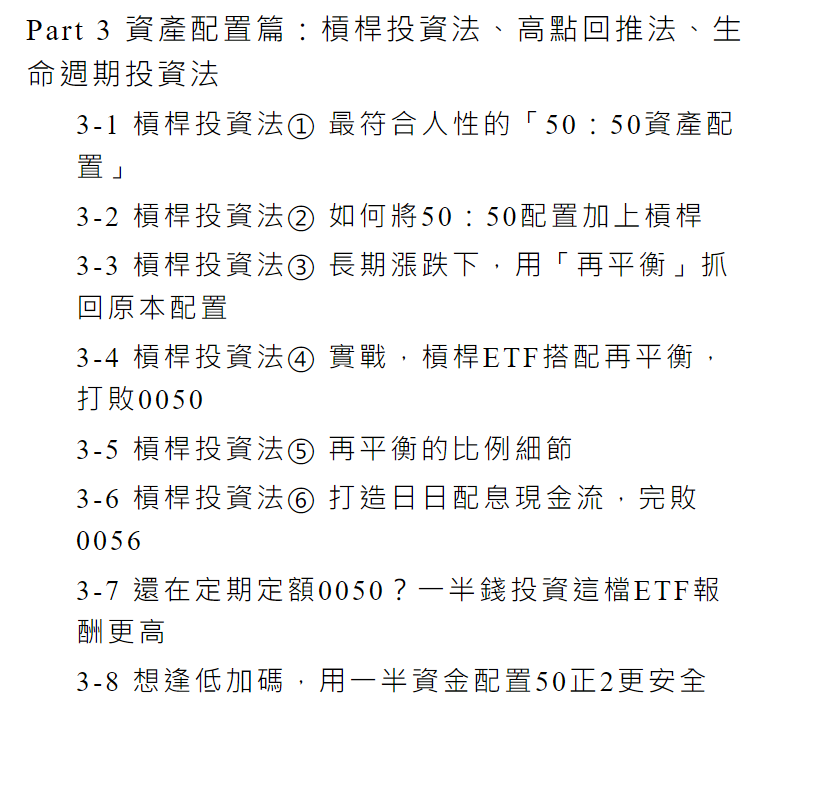 Part 3 資產配置篇：槓桿投資法、高點回推法、生
命週期投資法
3-1 槓桿投資法① 最符合人性的「50：50資產配
置」
3-2 槓桿投資法② 如何將50：50配置加上槓桿
3-3 槓桿投資法③ 長期漲跌下，用「再平衡」抓
回原本配置
3-4 槓桿投資法④ 實戰，槓桿ETF搭配再平衡，
打敗0050
3-5 槓桿投資法⑤ 再平衡的比例細節
3-6 槓桿投資法⑥ 打造日日配息現金流，完敗
0056
3-7 還在定期定額0050？一半錢投資這檔ETF報
酬更高
3-8 想逢低加碼，用一半資金配置50正2更安全